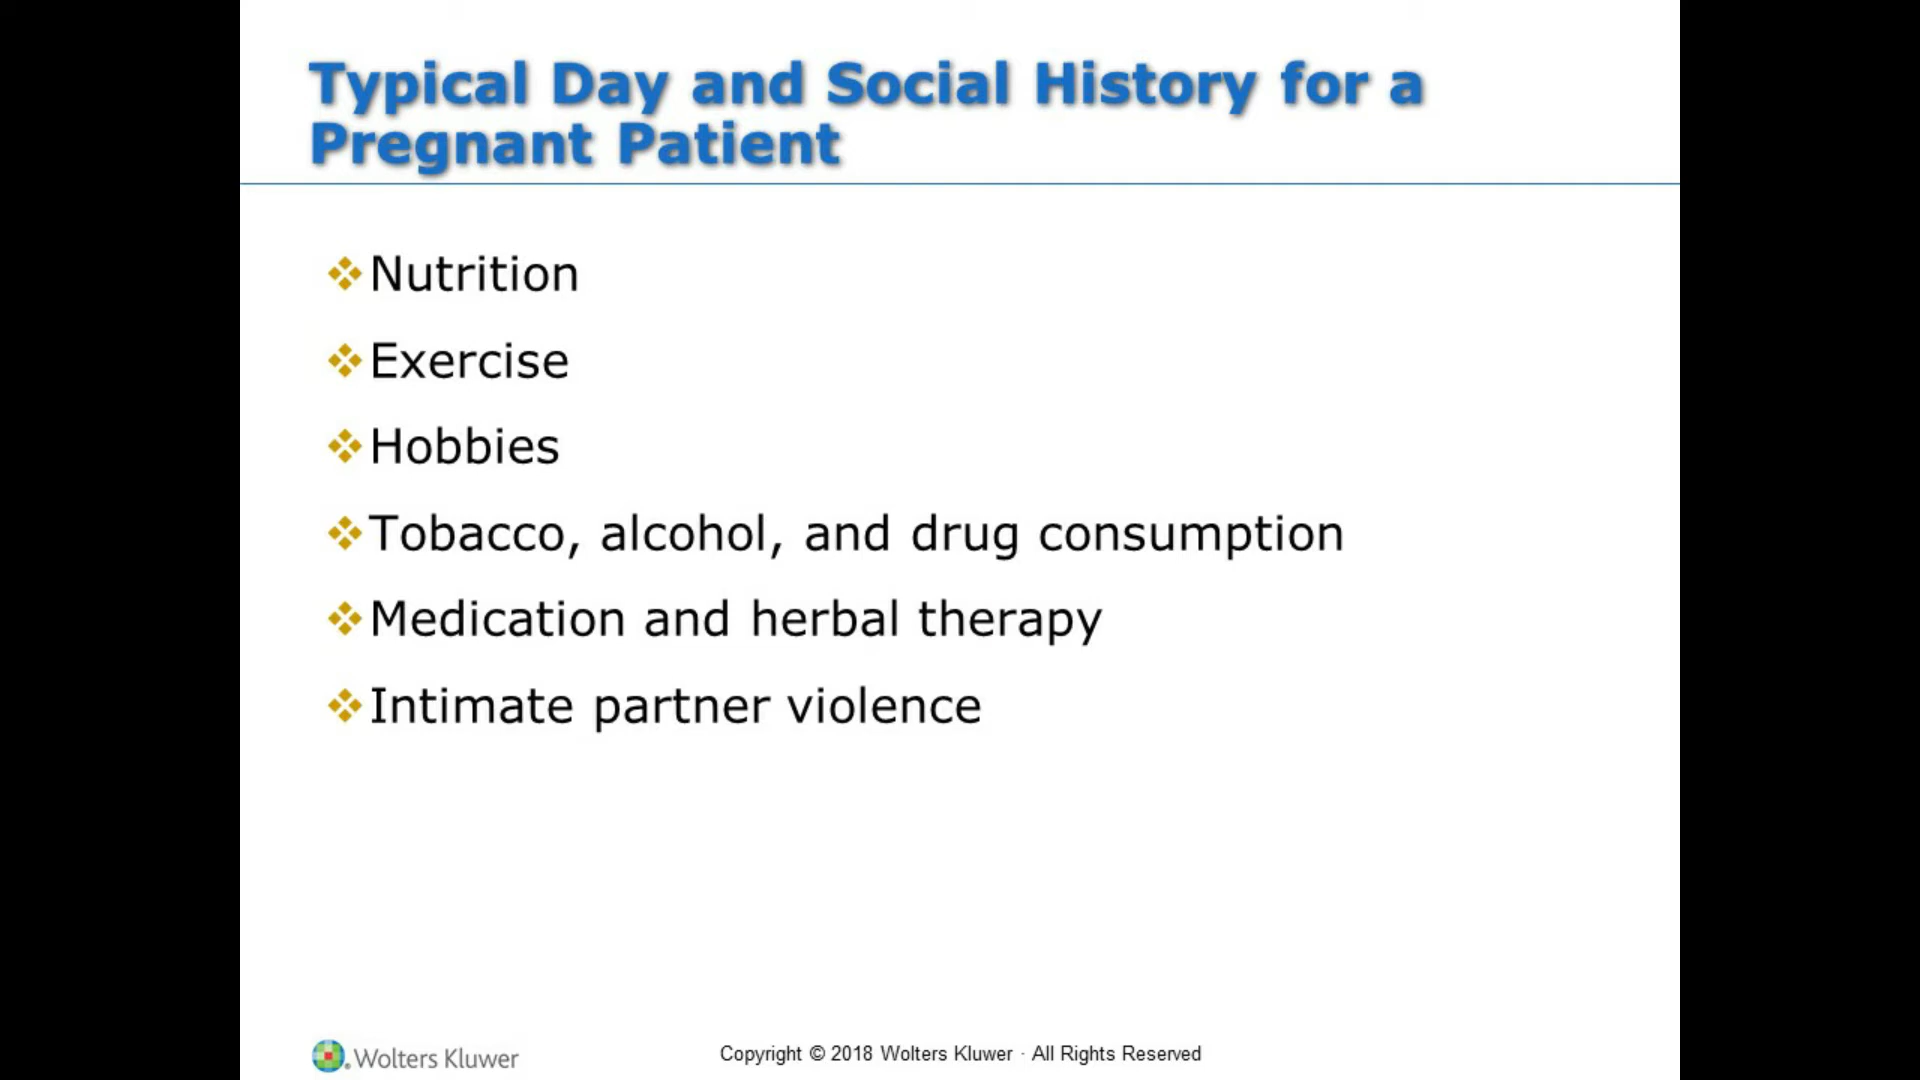 Typical Day and Social History for a
Pregnant Patient
Nutrition
Exercise
Hobbies
Tobacco, alcohol, and drug consumption
Medication and herbal therapy
Intimate partner violence
Wolters Kluwer
Copyright © 2018 Wolters Kluwer · All Rights Reserved